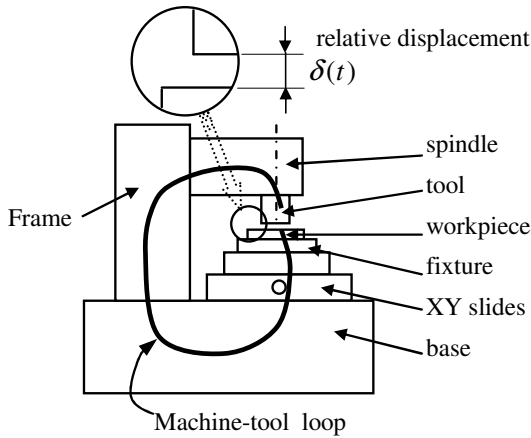 relative displacement
δ(t)
spindle
tool
Frame
workpiece
fixture
XY slides
base
Machine-tool loop